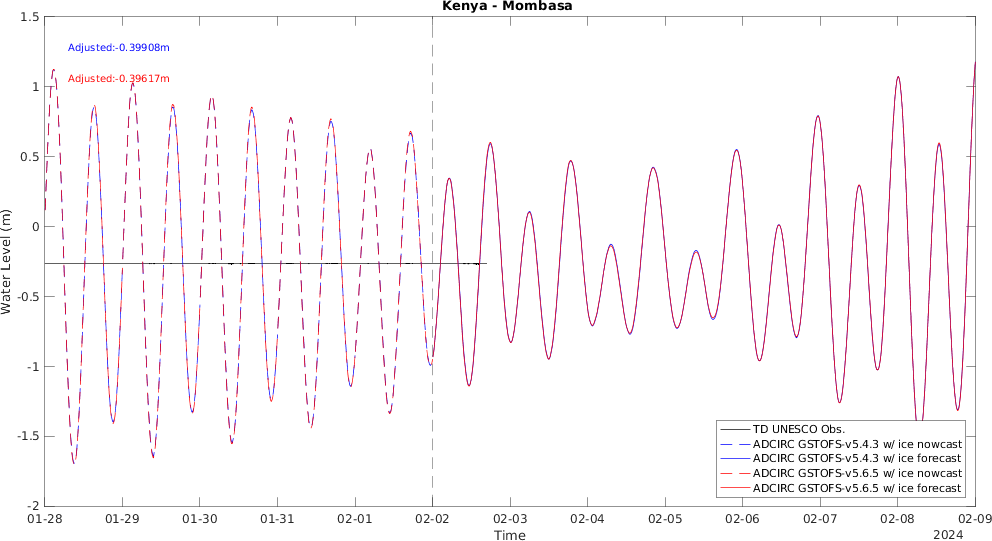 Kenya - Mombasa
Adjusted:-0.39908m
Adjusted:-0.39617m
Water Level (m)
1.5
1
0.5
0
-0.5
-1
-1.5
-2
01-28 01-29 01-30 01-31 02-01 02-02 02-03 02-04 02-05 02-06 02-07 02-08 02-09
Time
2024
TD UNESCO Obs.
ADCIRC GSTOFS-v5.4.3 w/ ice nowcast
ADCIRC GSTOFS-v5.4.3 w/ ice forecast
ADCIRC GSTOFS-v5.6.5 w/ ice nowcast
ADCIRC GSTOFS-v5.6.5 w/ ice forecast